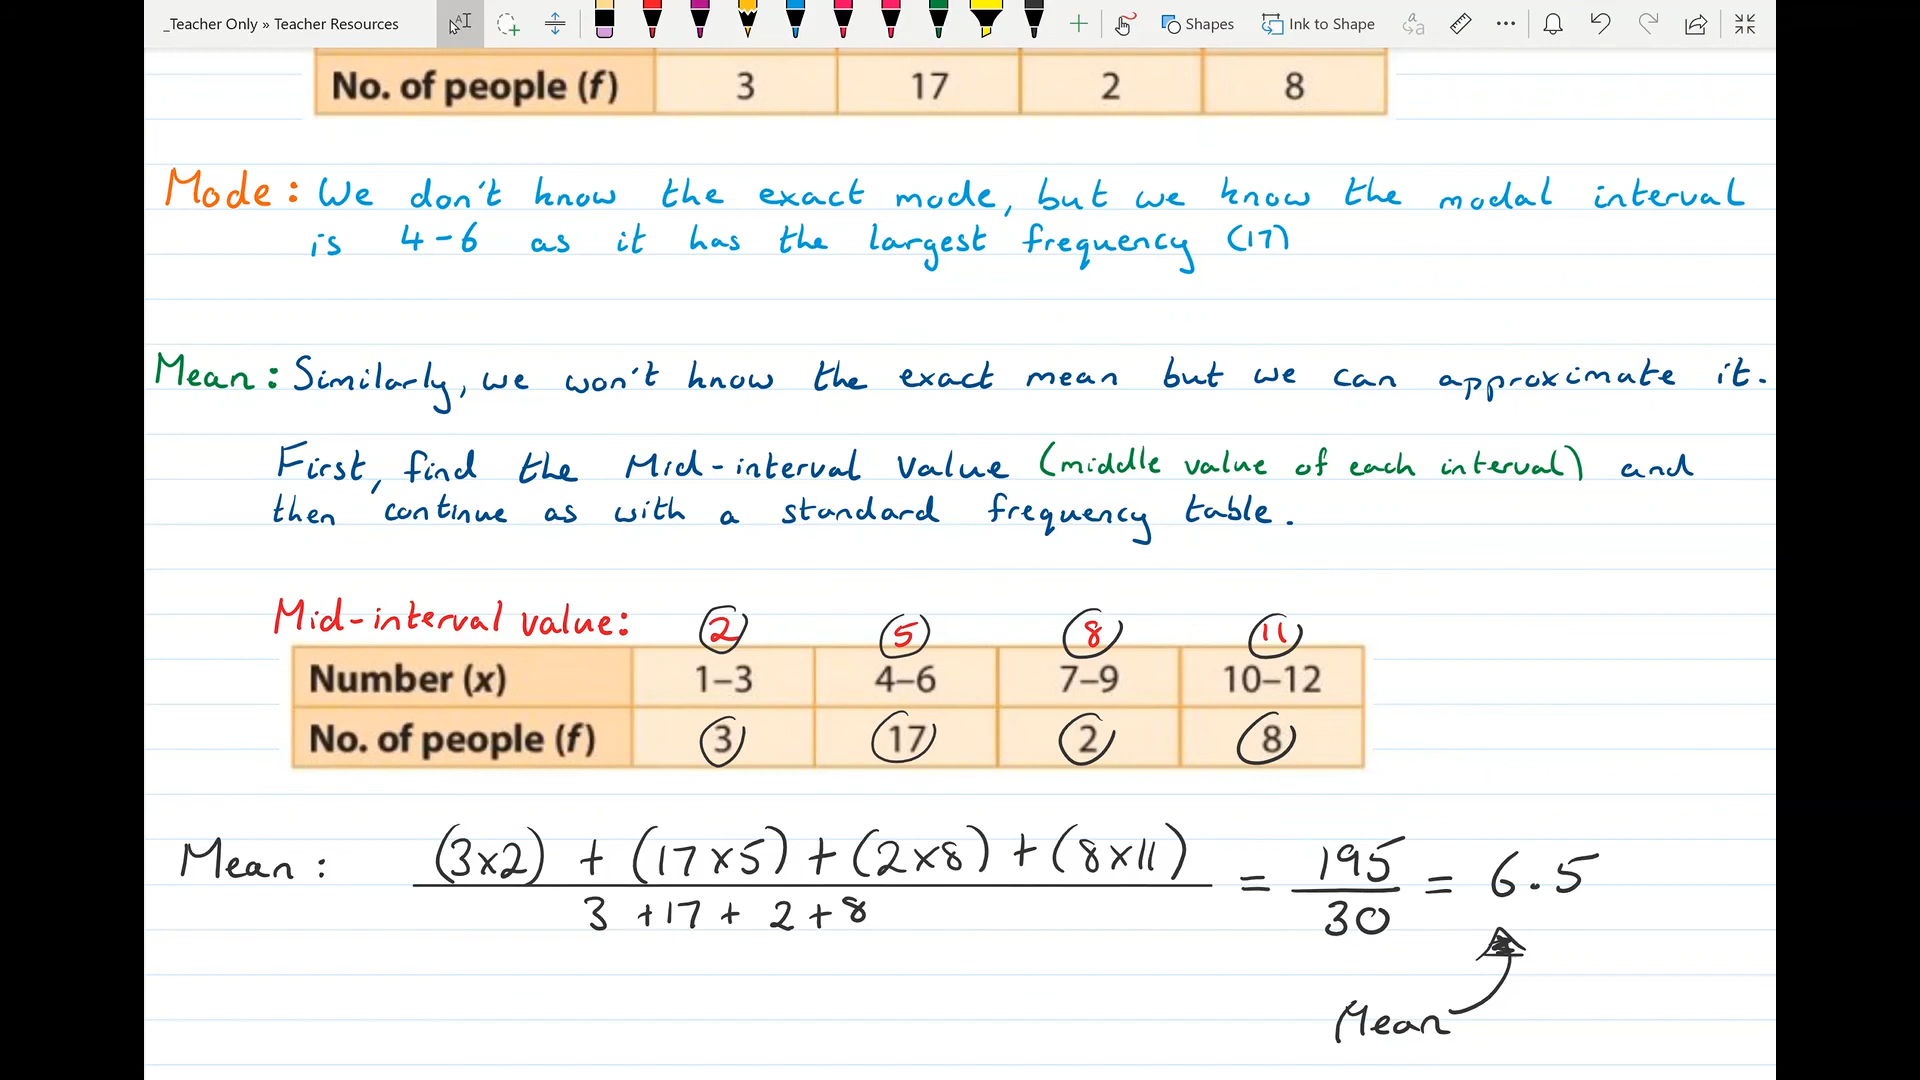 _Teacher Only » Teacher Resources Shapes Ink to Shape
No. of people (f) 3 17 2 8
Mode: We don't know the exact mode, but we know the modal interval
is 4-6 as it has the largest frequency (17)
Mean: Similarly, we won't know the exact mean but we can approximate it.
First, find the Mid-interval Value (middle value of each interval) and
then continue as with a standard frequency table.
Mid-interval value: 2 5 8 11
Number (x) 1–3 4–6 7–9 10–12
No. of people (f) 3 17 2 8
Mean: (3x2) + (17x5) + (2x8) + (8x11) = 195 = 6.5
3 + 17 + 2 + 8 30
Mean